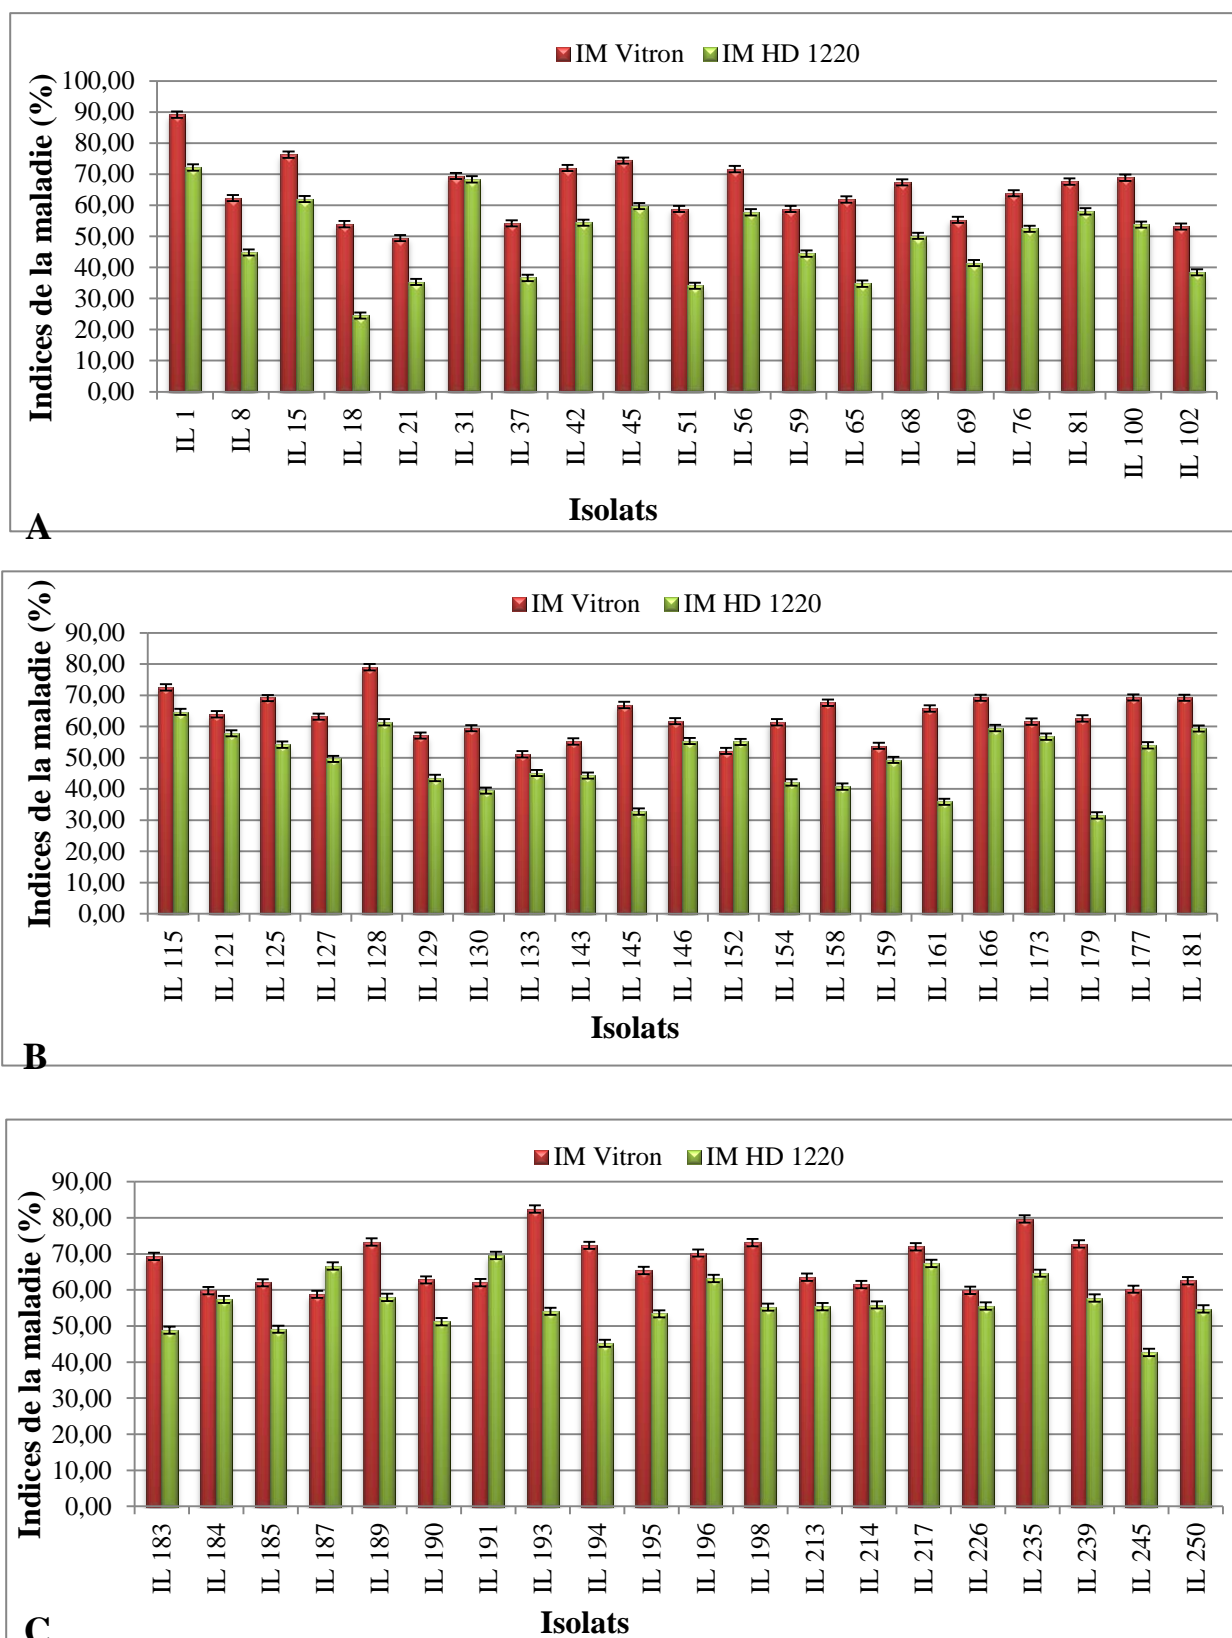 IM Vitron IM HD 1220
Indices de la maladie (%)
100,00
90,00
80,00
70,00
60,00
50,00
40,00
30,00
20,00
10,00
0,00
IL 1 IL 8 IL 15 IL 18 IL 21 IL 31 IL 37 IL 42 IL 45 IL 51 IL 56 IL 59 IL 65 IL 68 IL 69 IL 76 IL 81 IL 100 IL 102
Isolats
A
IM Vitron IM HD 1220
Indices de la maladie (%)
90,00
80,00
70,00
60,00
50,00
40,00
30,00
20,00
10,00
0,00
IL 115 IL 121 IL 125 IL 127 IL 128 IL 129 IL 130 IL 133 IL 143 IL 145 IL 146 IL 152 IL 154 IL 158 IL 159 IL 161 IL 166 IL 173 IL 179 IL 177 IL 181
Isolats
B
IM Vitron IM HD 1220
Indices de la maladie (%)
90,00
80,00
70,00
60,00
50,00
40,00
30,00
20,00
10,00
0,00
IL 183 IL 184 IL 185 IL 187 IL 189 IL 190 IL 191 IL 193 IL 194 IL 195 IL 196 IL 198 IL 213 IL 214 IL 217 IL 226 IL 235 IL 239 IL 245 IL 250
Isolats
C